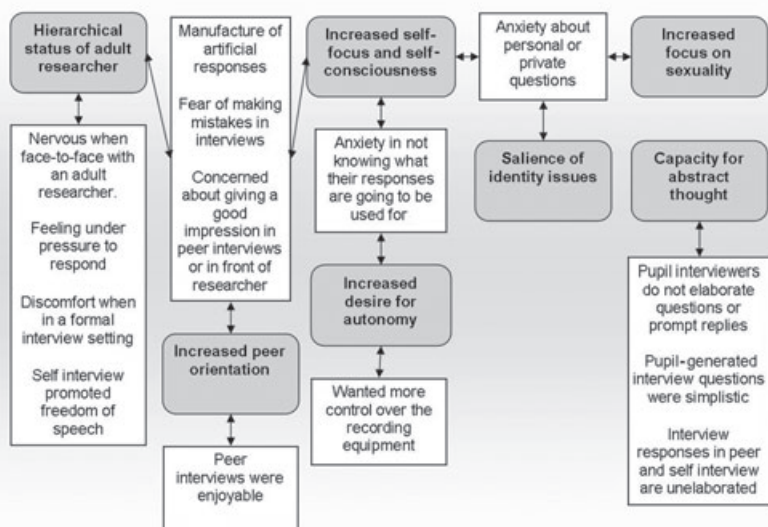 Hierarchical
status of adult
researcher
Nervous when
face-to-face with
an adult
researcher.
Feeling under
pressure to
respond
Discomfort when
in a formal
interview setting
Self interview
promoted
freedom of
speech
Manufacture of
artificial
responses
Fear of making
mistakes in
interviews
Concerned
about giving a
good
impression in
peer interviews
or in front of
researcher
Increased peer
orientation
Peer
interviews were
enjoyable
Increased self-
focus and self-
consciousness
Anxiety in not
knowing what
their responses
are going to be
used for
Increased
desire for
autonomy
Wanted more
control over the
recording
equipment
Anxiety about
personal or
private
questions
Salience of
identity issues
Increased
focus on
sexuality
Capacity for
abstract
thought
Pupil interviewers
do not elaborate
questions or
prompt replies
Pupil-generated
interview questions
were simplistic
Interview
responses in peer
and self interview
are unelaborated